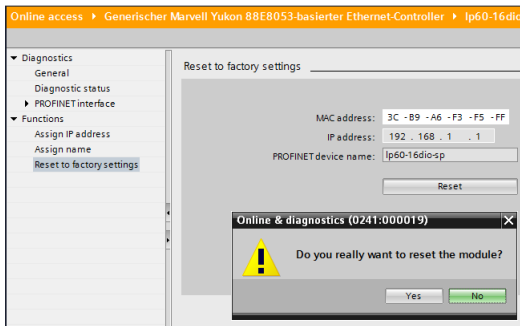 Online access ▸ Generischer Marvell Yukon 88E8053-basierter Ethernet-Controller ▸ lp60-16dio
Diagnostics
General
Diagnostic status
PROFINET interface
Functions
Assign IP address
Assign name
Reset to factory settings
Reset to factory settings
MAC address: 3C -B9 -A6 -F3 -F5 -FF
IP address: 192 . 168 . 1 . 1
PROFINET device name: lp60-16dio-sp
Reset
Online & diagnostics (0241:000019) X
Do you really want to reset the module?
Yes No